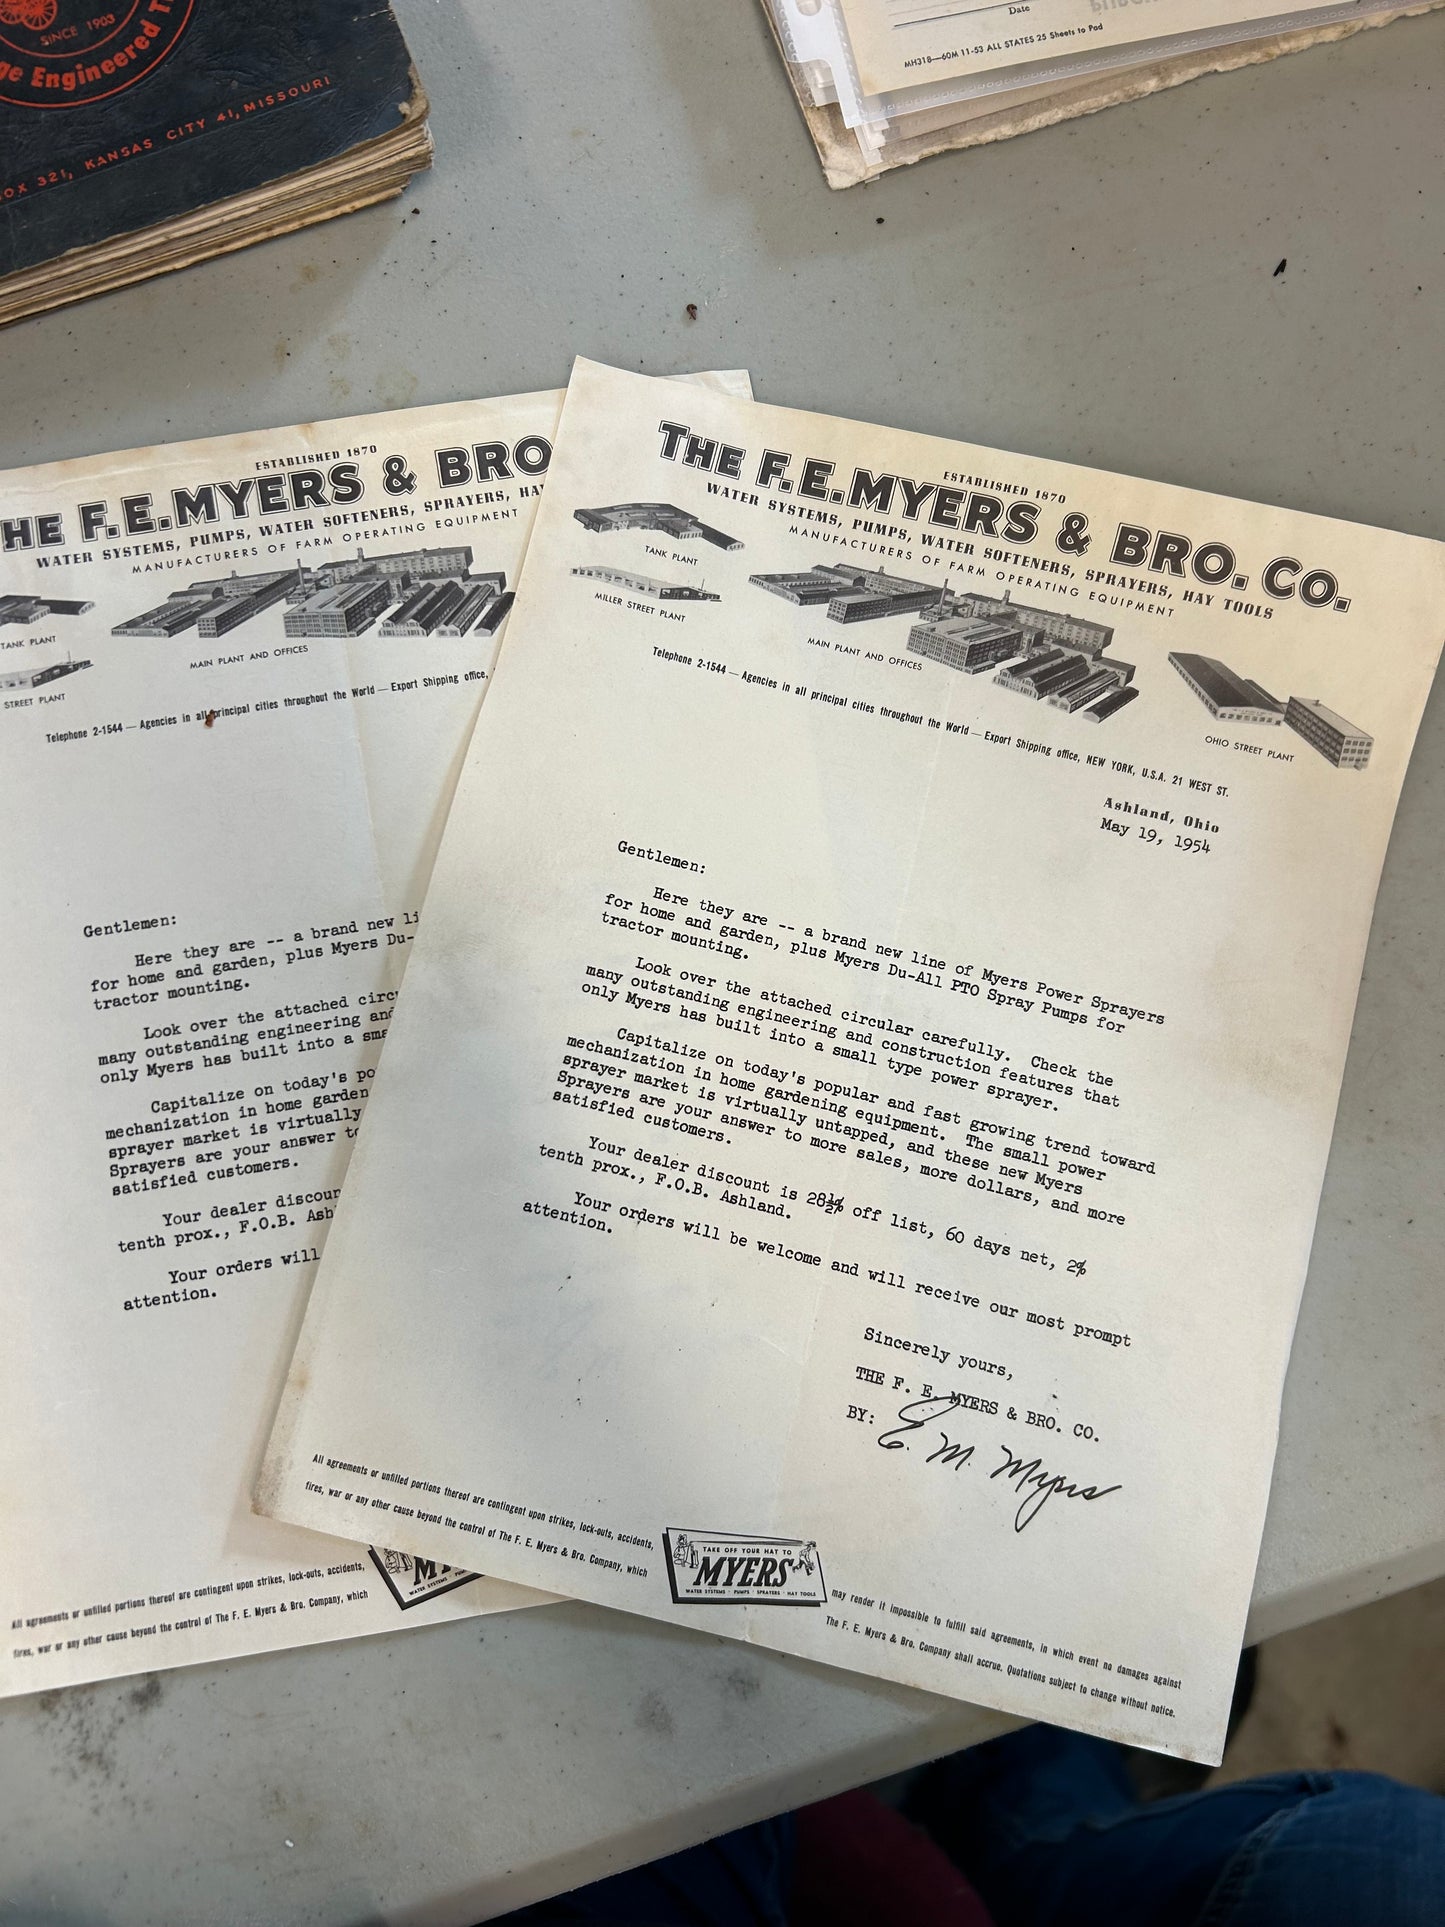 SINCE 1903
ge Engineered T
OX 321, KANSAS CITY 41, MISSOURI
Date
MH318—60M 11-53 ALL STATES 25 Sheets to Pad
ESTABLISHED 1870
HE F.E. MYERS & BRO
WATER SYSTEMS, PUMPS, WATER SOFTENERS, SPRAYERS, HAY
MANUFACTURERS OF FARM OPERATING EQUIPMENT
TANK PLANT
STREET PLANT
MAIN PLANT AND OFFICES
Telephone 2-1544 — Agencies in all principal cities throughout the World — Export Shipping office,
Gentlemen:
Here they are -- a brand new li
for home and garden, plus Myers Du-
tractor mounting.
Look over the attached circu
many outstanding engineering and
only Myers has built into a sma
Capitalize on today's po
mechanization in home garden
sprayer market is virtually
Sprayers are your answer to
satisfied customers.
Your dealer discour
tenth prox., F.O.B. Ash
Your orders will
attention.
All agreements or unfilled portions thereof are contingent upon strikes, lock-outs, accidents,
fires, war or any other cause beyond the control of The F. E. Myers & Bro. Company, which
MY
WATER SYSTEMS
ESTABLISHED 1870
THE F.E. MYERS & BRO. CO.
WATER SYSTEMS, PUMPS, WATER SOFTENERS, SPRAYERS, HAY TOOLS
MANUFACTURERS OF FARM OPERATING EQUIPMENT
TANK PLANT
MILLER STREET PLANT
MAIN PLANT AND OFFICES
OHIO STREET PLANT
Telephone 2-1544 — Agencies in all principal cities throughout the World — Export Shipping office, NEW YORK, U.S.A. 21 WEST ST.
Ashland, Ohio
May 19, 1954
Gentlemen:
Here they are -- a brand new line of Myers Power Sprayers
for home and garden, plus Myers Du-All PTO Spray Pumps for
tractor mounting.
Look over the attached circular carefully. Check the
many outstanding engineering and construction features that
only Myers has built into a small type power sprayer.
Capitalize on today's popular and fast growing trend toward
mechanization in home gardening equipment. The small power
sprayer market is virtually untapped, and these new Myers
Sprayers are your answer to more sales, more dollars, and more
satisfied customers.
Your dealer discount is 28½% off list, 60 days net, 2%
tenth prox., F.O.B. Ashland.
Your orders will be welcome and will receive our most prompt
attention.
Sincerely yours,
THE F. E. MYERS & BRO. CO.
BY: E. M. Myers
All agreements or unfilled portions thereof are contingent upon strikes, lock-outs, accidents,
fires, war or any other cause beyond the control of The F. E. Myers & Bro. Company, which
TAKE OFF YOUR HAT TO
MYERS
WATER SYSTEMS · PUMPS · SPRAYERS · HAY TOOLS
may render it impossible to fulfill said agreements, in which event no damages against
The F. E. Myers & Bro. Company shall accrue. Quotations subject to change without notice.